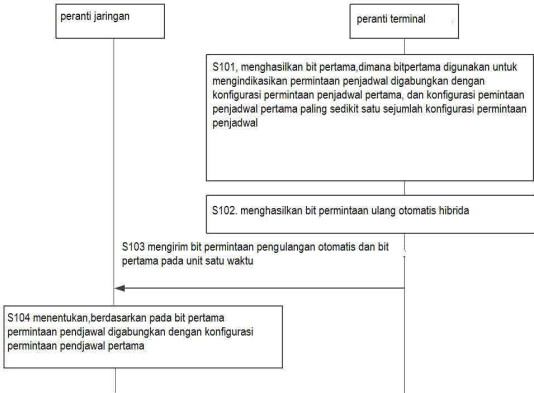 peranti jaringan
peranti terminal
S101, menghasilkan bit pertama,dimana bitpertama digunakan untuk
mengindikasikan permintaan penjadwal digabungkan dengan
konfigurasi permintaan penjadwal pertama, dan konfigurasi pemintaan
penjadwal pertama paling sedikit satu sejumlah konfigurasi permintaan
penjadwal
S102. menghasilkan bit permintaan ulang otomatis hibrida
S103 mengirim bit permintaan pengulangan otomatis dan bit
pertama pada unit satu waktu
S104 menentukan,berdasarkan pada bit pertama
permintaan pendjawal digabungkan dengan konfigurasi
permintaan pendjawal pertama